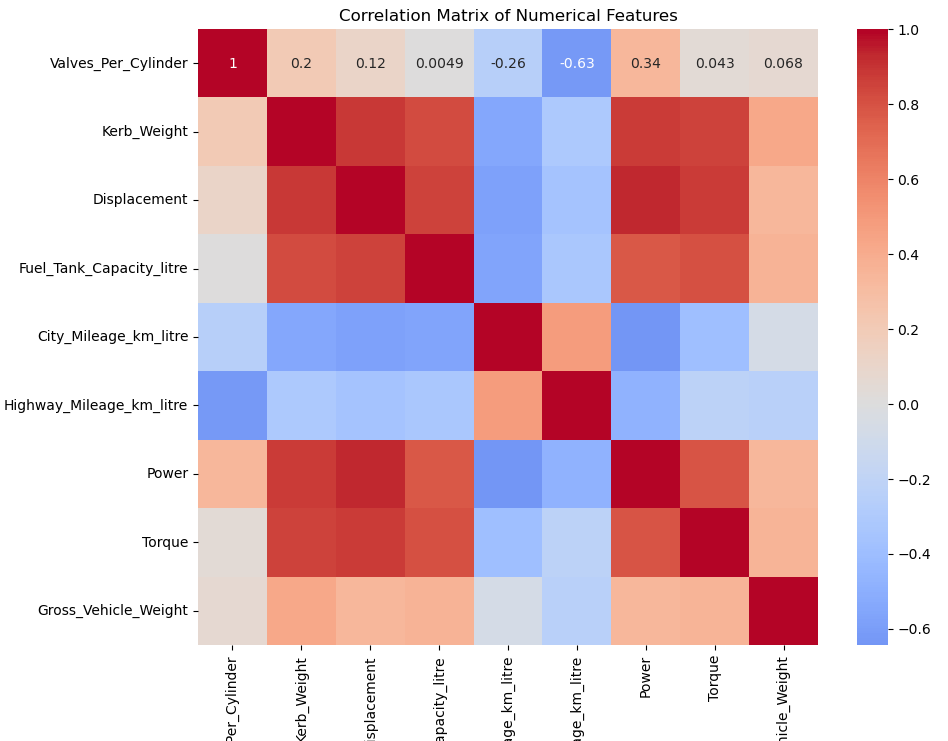 Correlation Matrix of Numerical Features
Valves_Per_Cylinder
1 0.2 0.12 0.0049 -0.26 -0.63 0.34 0.043 0.068
Kerb_Weight
Displacement
Fuel_Tank_Capacity_litre
City_Mileage_km_litre
Highway_Mileage_km_litre
Power
Torque
Gross_Vehicle_Weight
Per_Cylinder
Kerb_Weight
isplacement
apacity_litre
age_km_litre
age_km_litre
Power
Torque
hicle_Weight
1.0
0.8
0.6
0.4
0.2
0.0
−0.2
−0.4
−0.6